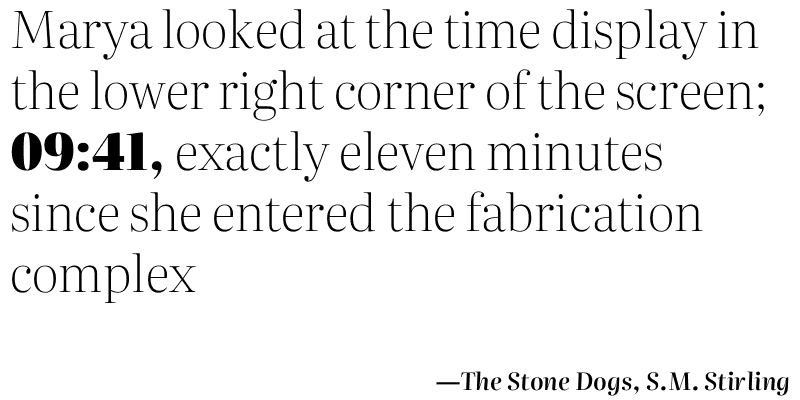 Marya looked at the time display in
the lower right corner of the screen;
09:41, exactly eleven minutes
since she entered the fabrication
complex
—The Stone Dogs, S.M. Stirling